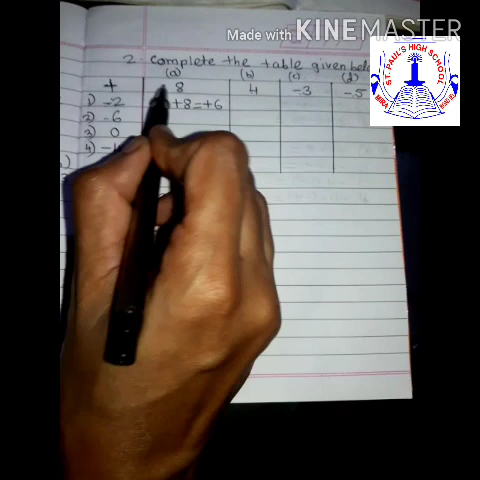 Made with KINEMASTER
ST. PAUL'S HIGH SCHOOL
2. Complete the table given
(a) (b) (c) (d)
+ 8 4 -3 -5
1) -2 +8=+6
2) -6
3) 0
4)